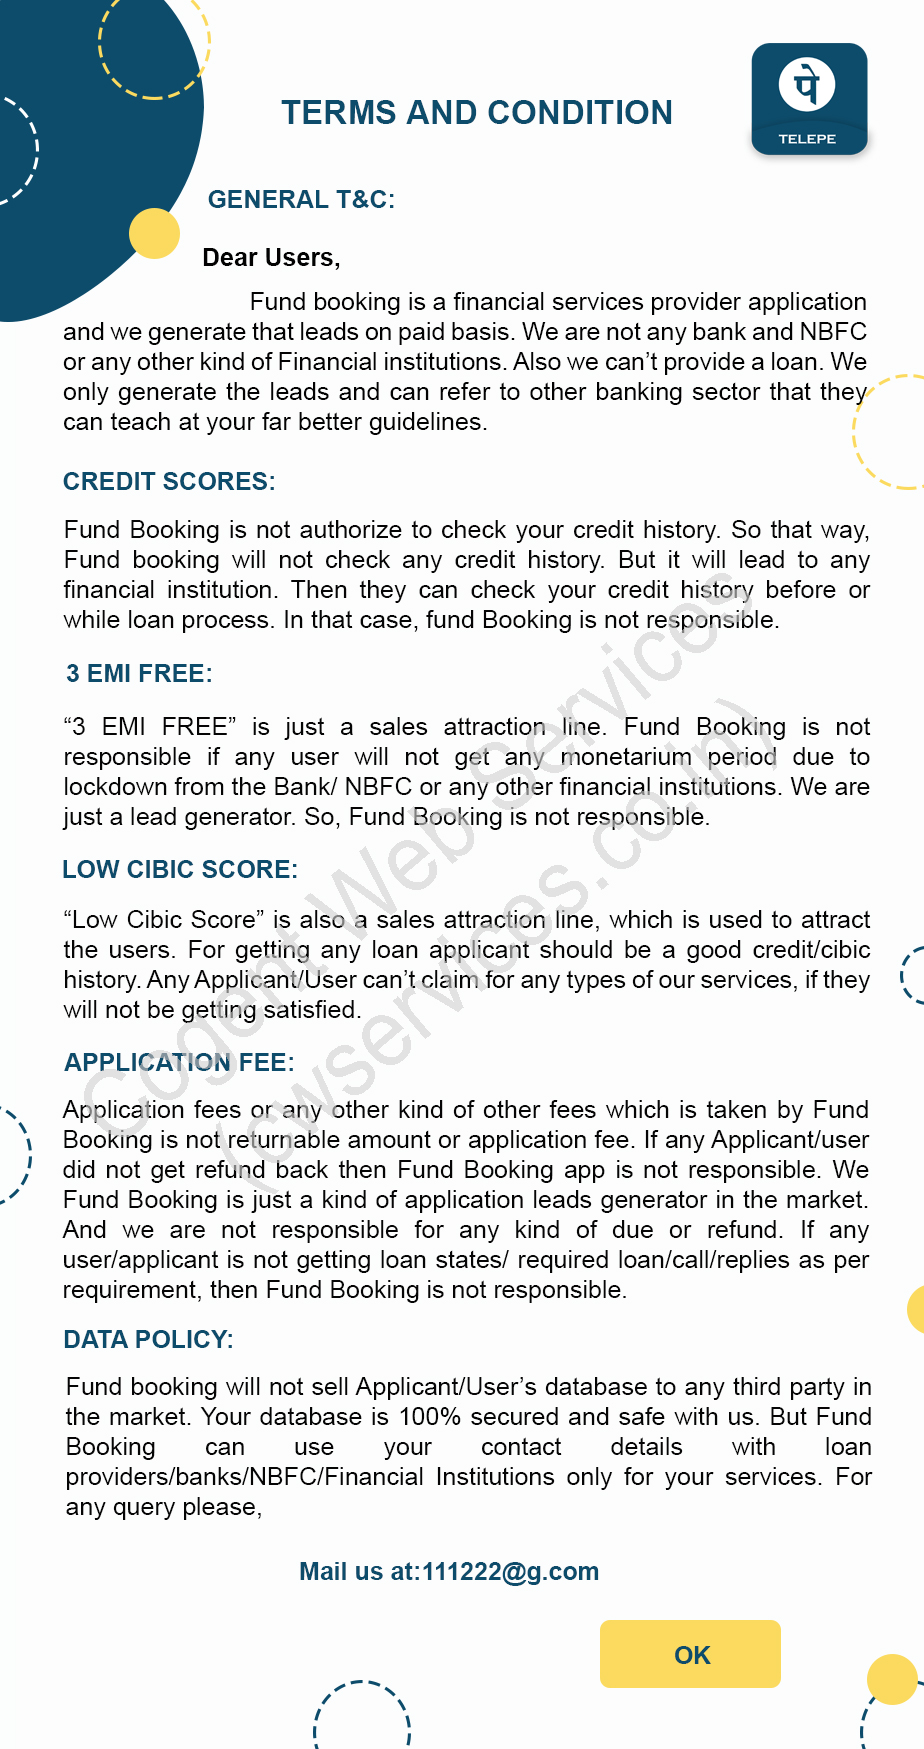 TERMS AND CONDITION
पे
TELEPE
GENERAL T&C:
Dear Users,
Fund booking is a financial services provider application
and we generate that leads on paid basis. We are not any bank and NBFC
or any other kind of Financial institutions. Also we can’t provide a loan. We
only generate the leads and can refer to other banking sector that they
can teach at your far better guidelines.
CREDIT SCORES:
Fund Booking is not authorize to check your credit history. So that way,
Fund booking will not check any credit history. But it will lead to any
financial institution. Then they can check your credit history before or
while loan process. In that case, fund Booking is not responsible.
3 EMI FREE:
“3 EMI FREE” is just a sales attraction line. Fund Booking is not
responsible if any user will not get any monetarium period due to
lockdown from the Bank/ NBFC or any other financial institutions. We are
just a lead generator. So, Fund Booking is not responsible.
LOW CIBIC SCORE:
“Low Cibic Score” is also a sales attraction line, which is used to attract
the users. For getting any loan applicant should be a good credit/cibic
history. Any Applicant/User can’t claim for any types of our services, if they
will not be getting satisfied.
APPLICATION FEE:
Application fees or any other kind of other fees which is taken by Fund
Booking is not returnable amount or application fee. If any Applicant/user
did not get refund back then Fund Booking app is not responsible. We
Fund Booking is just a kind of application leads generator in the market.
And we are not responsible for any kind of due or refund. If any
user/applicant is not getting loan states/ required loan/call/replies as per
requirement, then Fund Booking is not responsible.
DATA POLICY:
Fund booking will not sell Applicant/User’s database to any third party in
the market. Your database is 100% secured and safe with us. But Fund
Booking can use your contact details with loan
providers/banks/NBFC/Financial Institutions only for your services. For
any query please,
Mail us at:111222@g.com
OK
Cogent Web Services
(cwservices.co.in)